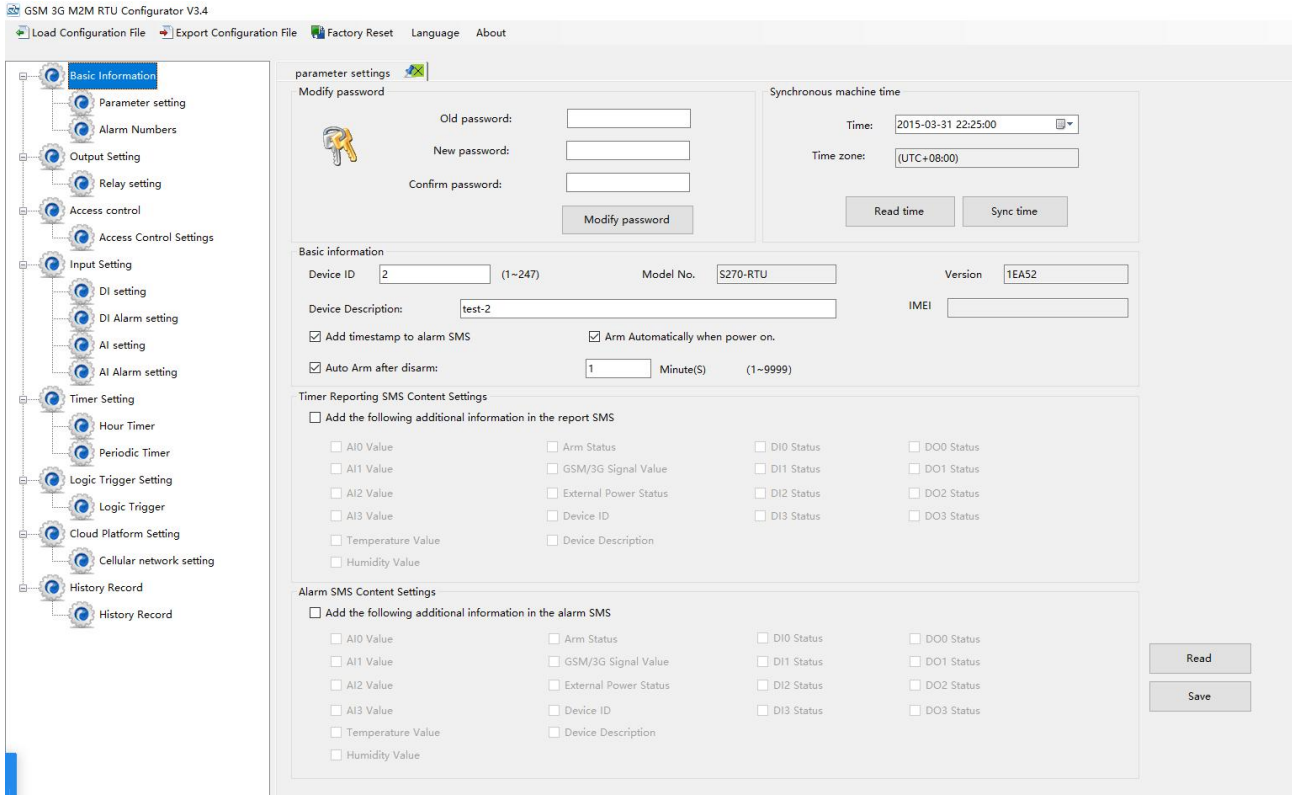 GSM 3G M2M RTU Configurator V3.4
Load Configuration File Export Configuration File Factory Reset Language About
Basic Information
Parameter setting
Alarm Numbers
Output Setting
Relay setting
Access control
Access Control Settings
Input Setting
DI setting
DI Alarm setting
AI setting
AI Alarm setting
Timer Setting
Hour Timer
Periodic Timer
Logic Trigger Setting
Logic Trigger
Cloud Platform Setting
Cellular network setting
History Record
History Record
parameter settings
Modify password
Old password:
New password:
Confirm password:
Modify password
Synchronous machine time
Time: 2015-03-31 22:25:00
Time zone: (UTC+08:00)
Read time Sync time
Basic information
Device ID 2 (1~247) Model No. S270-RTU Version 1EA52
Device Description: test-2 IMEI
Add timestamp to alarm SMS Arm Automatically when power on.
Auto Arm after disarm: 1 Minute(S) (1~9999)
Timer Reporting SMS Content Settings
Add the following additional information in the report SMS
AI0 Value Arm Status DI0 Status DO0 Status
AI1 Value GSM/3G Signal Value DI1 Status DO1 Status
AI2 Value External Power Status DI2 Status DO2 Status
AI3 Value Device ID DI3 Status DO3 Status
Temperature Value Device Description
Humidity Value
Alarm SMS Content Settings
Add the following additional information in the alarm SMS
AI0 Value Arm Status DI0 Status DO0 Status
AI1 Value GSM/3G Signal Value DI1 Status DO1 Status
AI2 Value External Power Status DI2 Status DO2 Status
AI3 Value Device ID DI3 Status DO3 Status
Temperature Value Device Description
Humidity Value
Read
Save